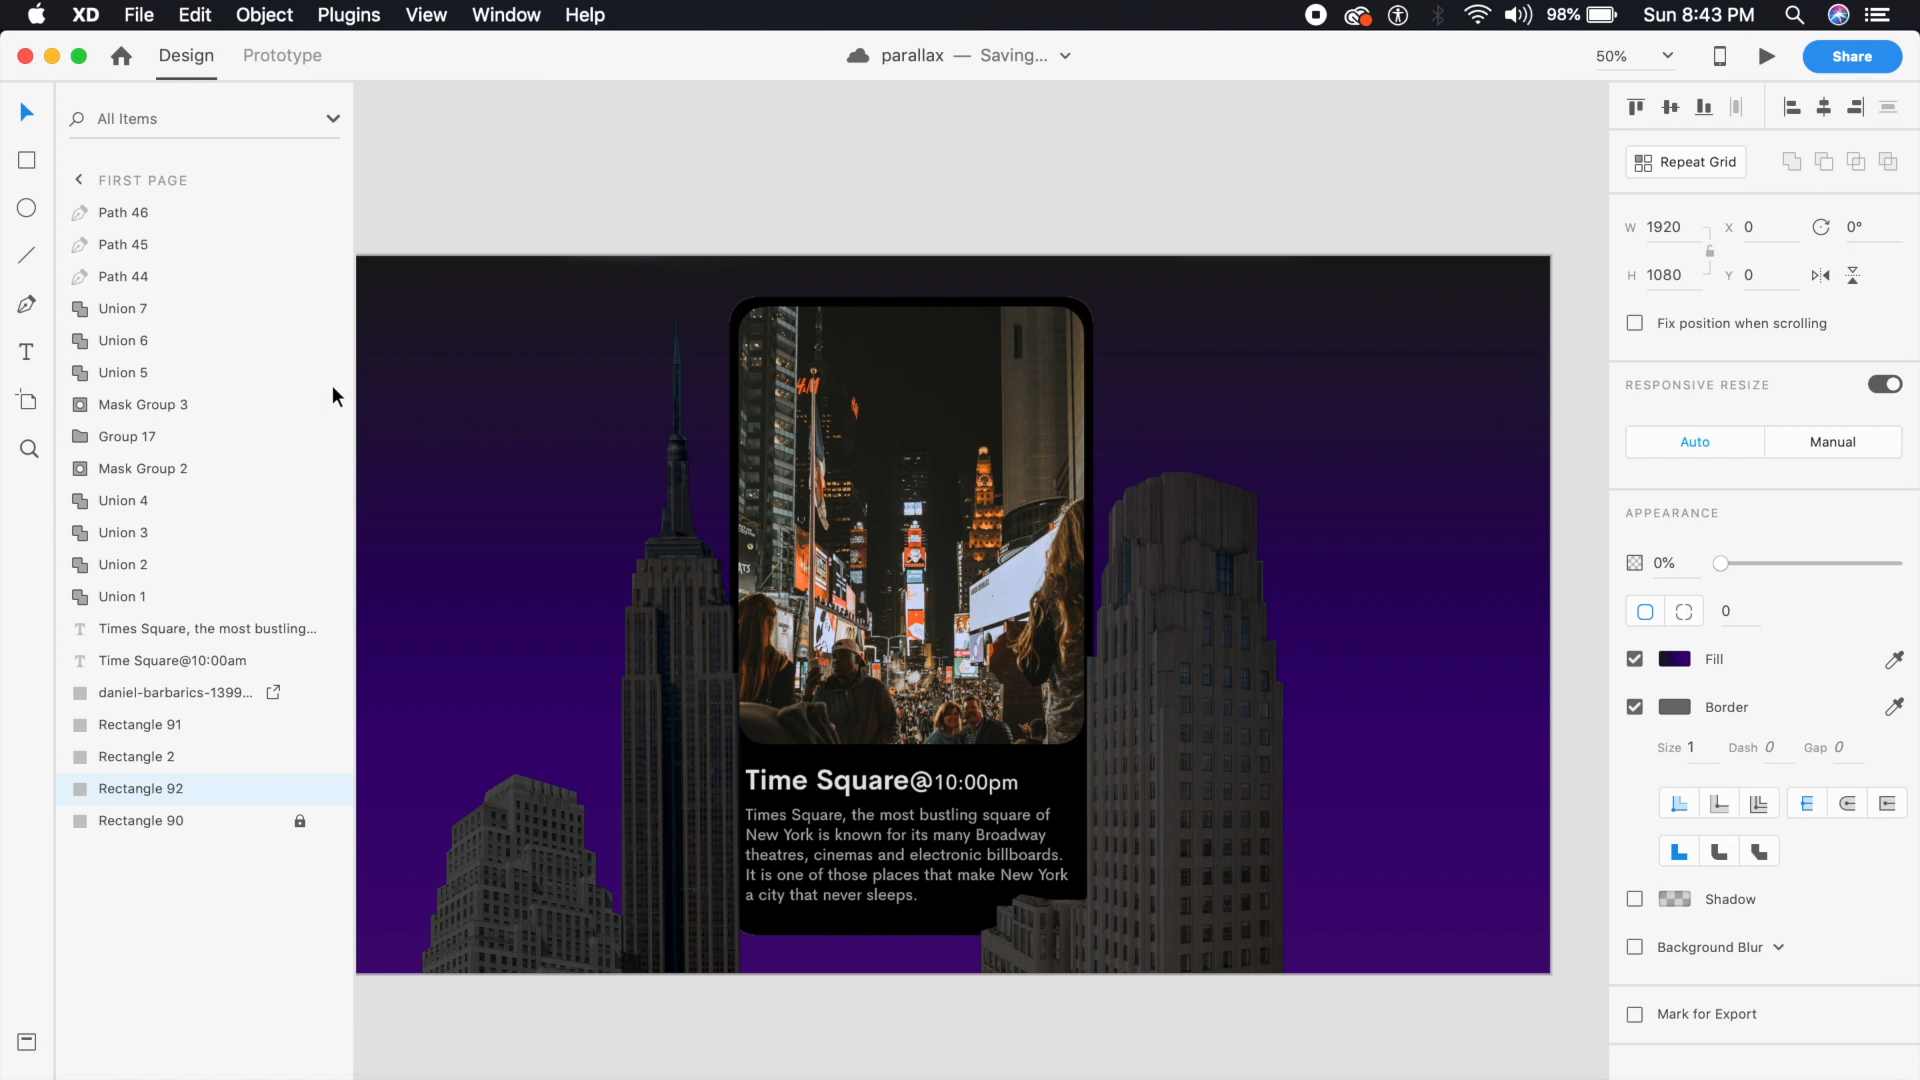 XD File Edit Object Plugins View Window Help 98% Sun 8:43 PM
Design Prototype parallax — Saving... 50% Share
All Items
FIRST PAGE
Path 46
Path 45
Path 44
Union 7
Union 6
Union 5
Mask Group 3
Group 17
Mask Group 2
Union 4
Union 3
Union 2
Union 1
Times Square, the most bustling...
Time Square@10:00am
daniel-barbarics-1399...
Rectangle 91
Rectangle 2
Rectangle 92
Rectangle 90
H&M
Time Square@10:00pm
Times Square, the most bustling square of
New York is known for its many Broadway
theatres, cinemas and electronic billboards.
It is one of those places that make New York
a city that never sleeps.
Repeat Grid
W 1920 X 0 0°
H 1080 Y 0
Fix position when scrolling
RESPONSIVE RESIZE
Auto Manual
APPEARANCE
0%
0
Fill
Border
Size 1 Dash 0 Gap 0
Shadow
Background Blur
Mark for Export